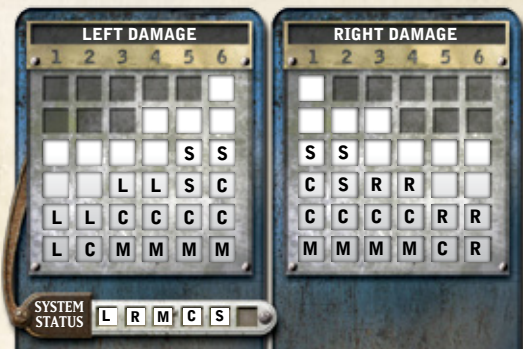 LEFT DAMAGE
1 2 3 4 5 6
S S
L L S C
L L C C C C
L C M M M M
RIGHT DAMAGE
1 2 3 4 5 6
S S
C S R R
C C C C R R
M M M M C R
SYSTEM
STATUS
L R M C S